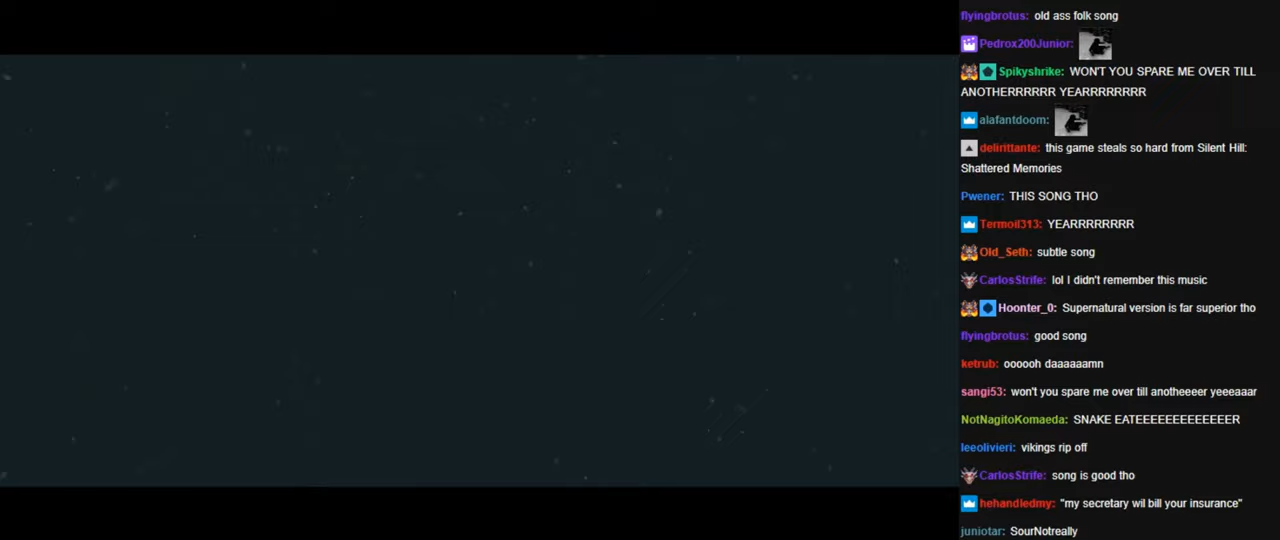 flyingbrotus: old ass folk song
Pedrox200Junior:
Spikyshrike: WON'T YOU SPARE ME OVER TILL
ANOTHERRRRRR YEARRRRRRRR
alafantdoom:
delirittante: this game steals so hard from Silent Hill:
Shattered Memories
Pwener: THIS SONG THO
Termoil313: YEARRRRRRRR
Old_Seth: subtle song
CarlosStrife: lol I didn't remember this music
Hoonter_0: Supernatural version is far superior tho
flyingbrotus: good song
ketrub: oooooh daaaaaamn
sangi53: won't you spare me over till anotheeeer yeeeaaar
NotNagitoKomaeda: SNAKE EATEEEEEEEEEEEEER
leeolivieri: vikings rip off
CarlosStrife: song is good tho
hehandledmy: "my secretary wil bill your insurance"
juniotar: SourNotreally